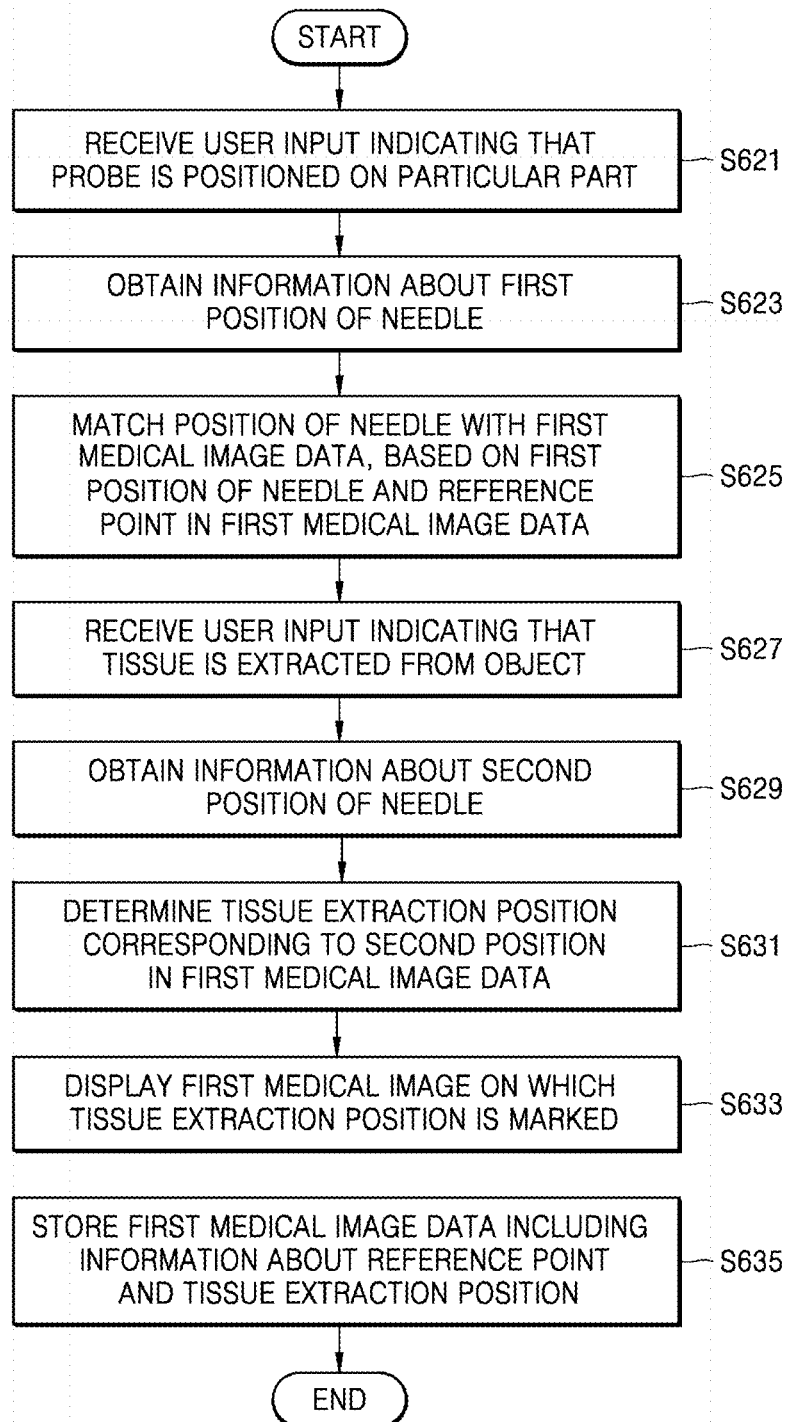 START
RECEIVE USER INPUT INDICATING THAT
PROBE IS POSITIONED ON PARTICULAR PART
S621
OBTAIN INFORMATION ABOUT FIRST
POSITION OF NEEDLE
S623
MATCH POSITION OF NEEDLE WITH FIRST
MEDICAL IMAGE DATA, BASED ON FIRST
POSITION OF NEEDLE AND REFERENCE
POINT IN FIRST MEDICAL IMAGE DATA
S625
RECEIVE USER INPUT INDICATING THAT
TISSUE IS EXTRACTED FROM OBJECT
S627
OBTAIN INFORMATION ABOUT SECOND
POSITION OF NEEDLE
S629
DETERMINE TISSUE EXTRACTION POSITION
CORRESPONDING TO SECOND POSITION
IN FIRST MEDICAL IMAGE DATA
S631
DISPLAY FIRST MEDICAL IMAGE ON WHICH
TISSUE EXTRACTION POSITION IS MARKED
S633
STORE FIRST MEDICAL IMAGE DATA INCLUDING
INFORMATION ABOUT REFERENCE POINT
AND TISSUE EXTRACTION POSITION
S635
END